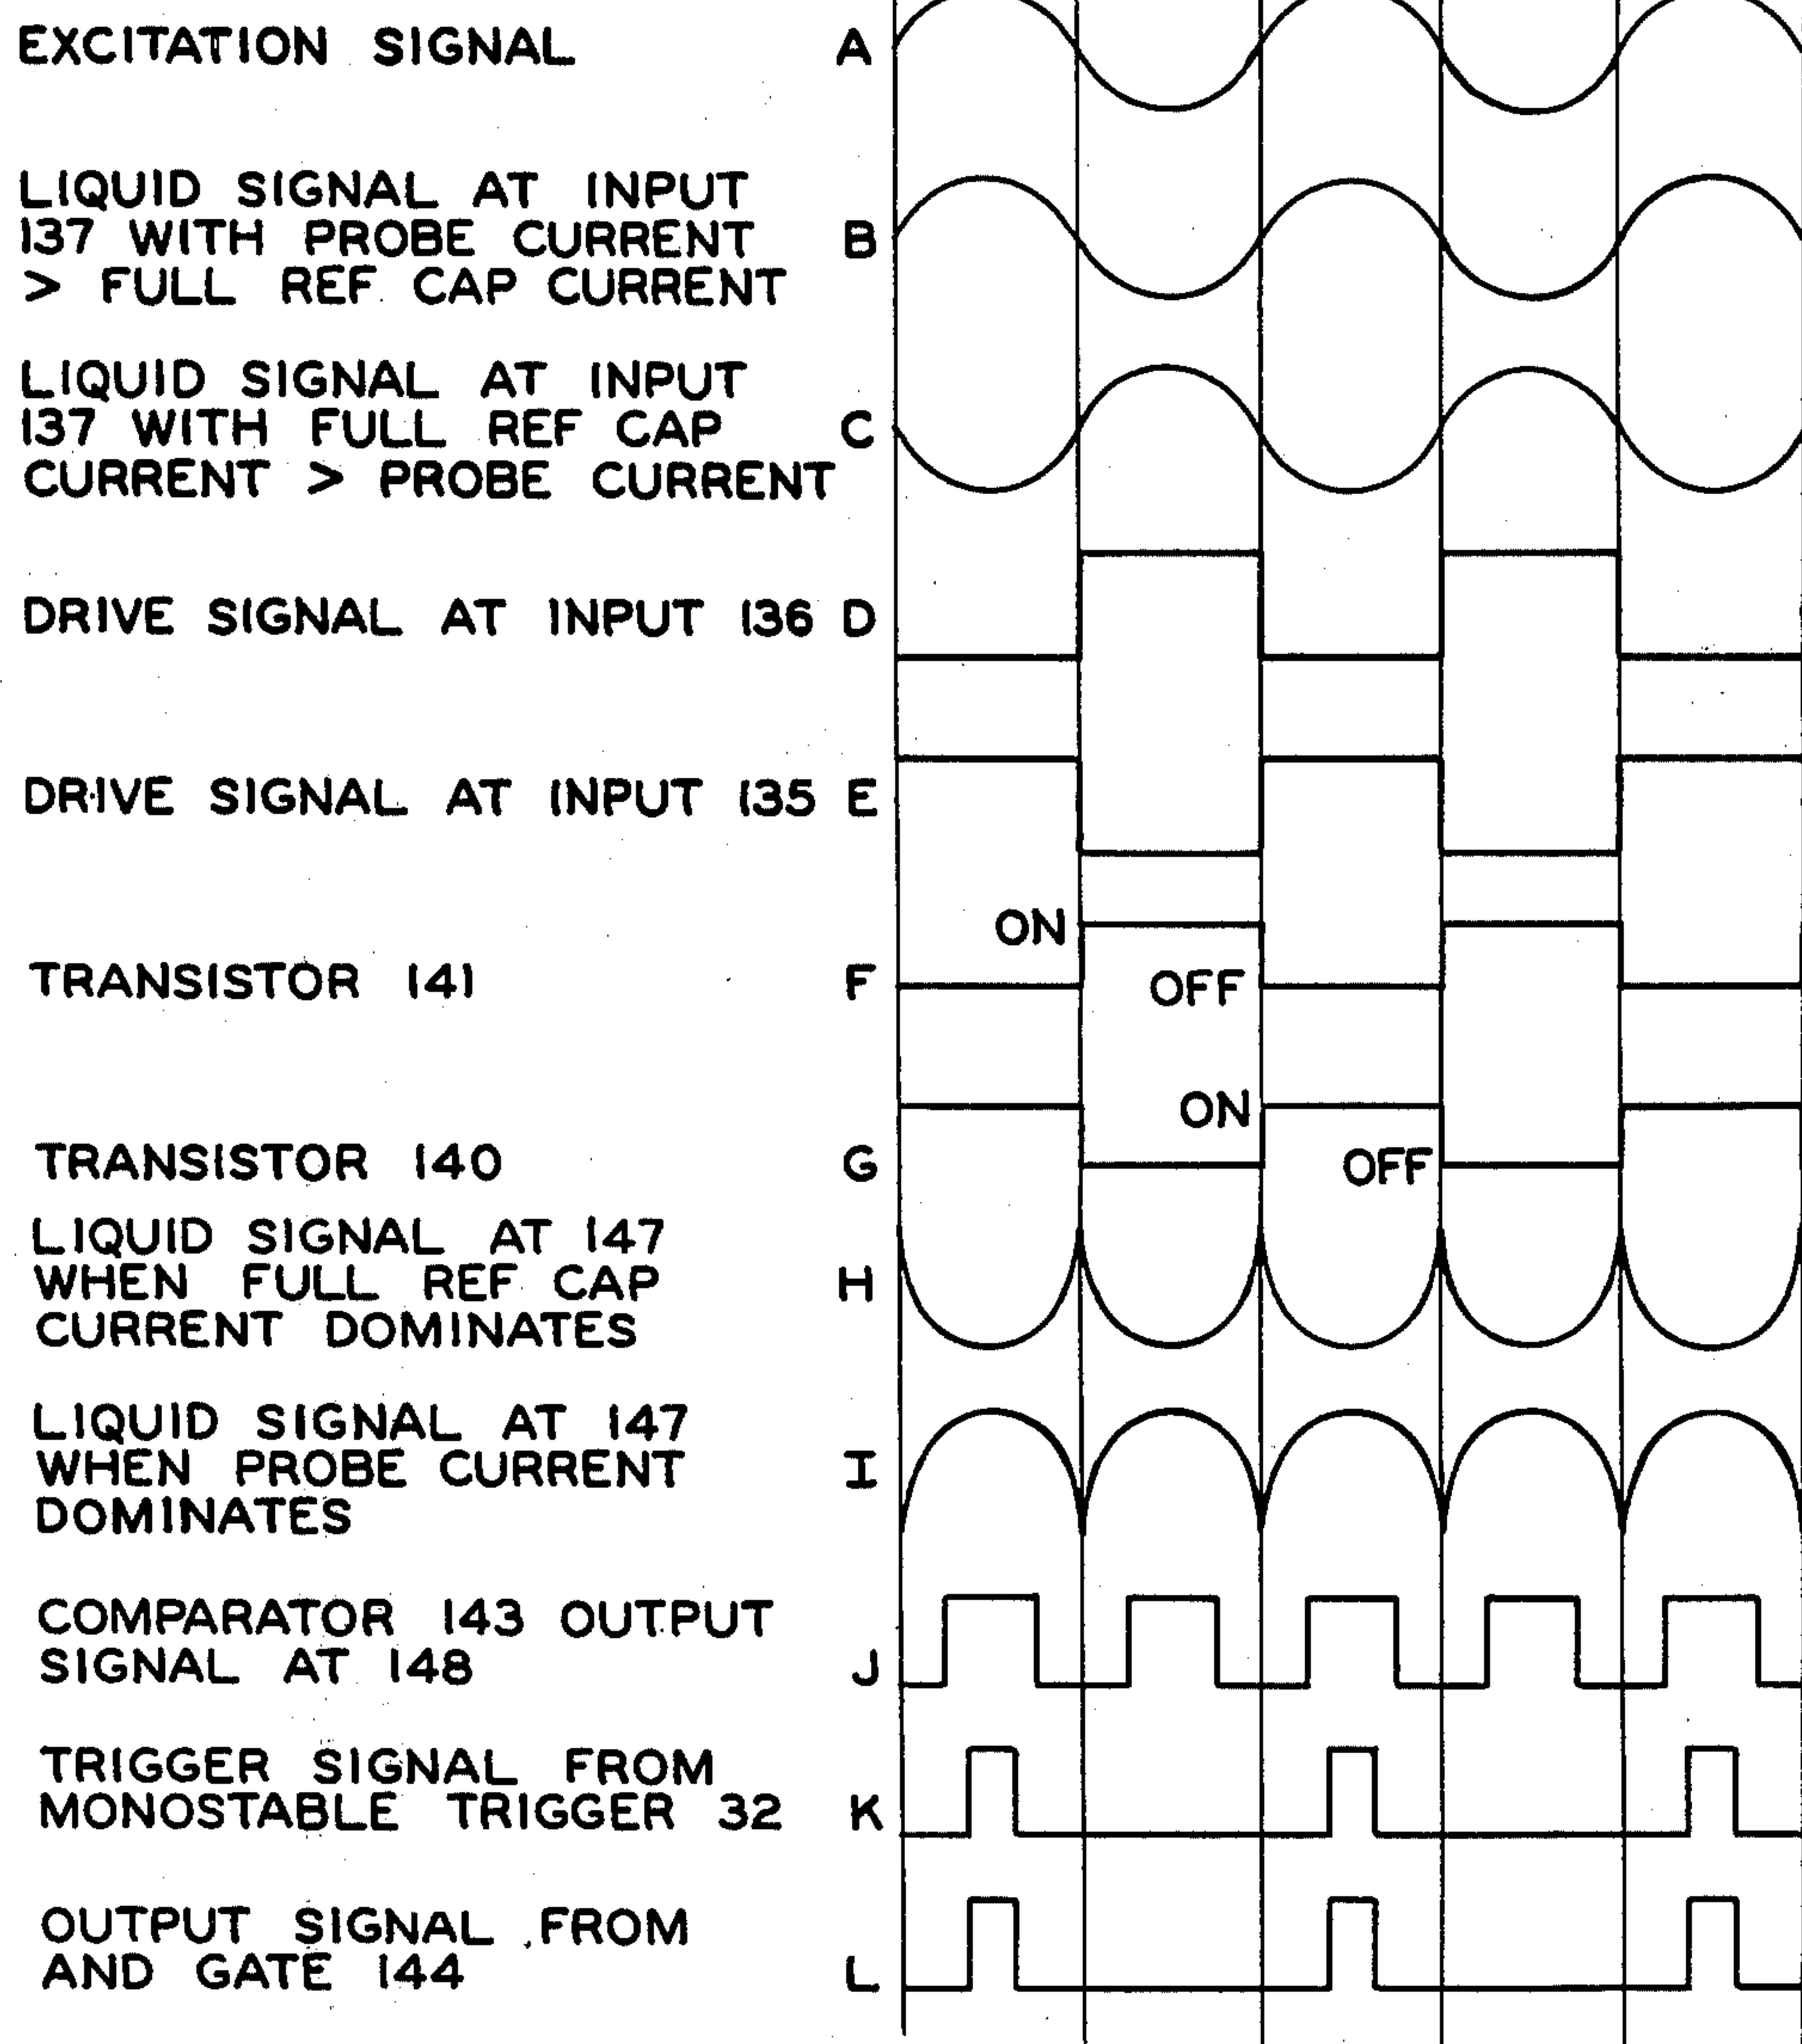 EXCITATION SIGNAL A
LIQUID SIGNAL AT INPUT
137 WITH PROBE CURRENT B
> FULL REF. CAP CURRENT
LIQUID SIGNAL AT INPUT
137 WITH FULL REF CAP C
CURRENT > PROBE CURRENT
DRIVE SIGNAL AT INPUT 136 D
DRIVE SIGNAL AT INPUT 135 E
ON
TRANSISTOR 141 F OFF
ON
TRANSISTOR 140 G OFF
LIQUID SIGNAL AT 147
WHEN FULL REF CAP H
CURRENT DOMINATES
LIQUID SIGNAL AT 147
WHEN PROBE CURRENT I
DOMINATES
COMPARATOR 143 OUTPUT
SIGNAL AT 148 J
TRIGGER SIGNAL FROM
MONOSTABLE TRIGGER 32 K
OUTPUT SIGNAL FROM
AND GATE 144 L